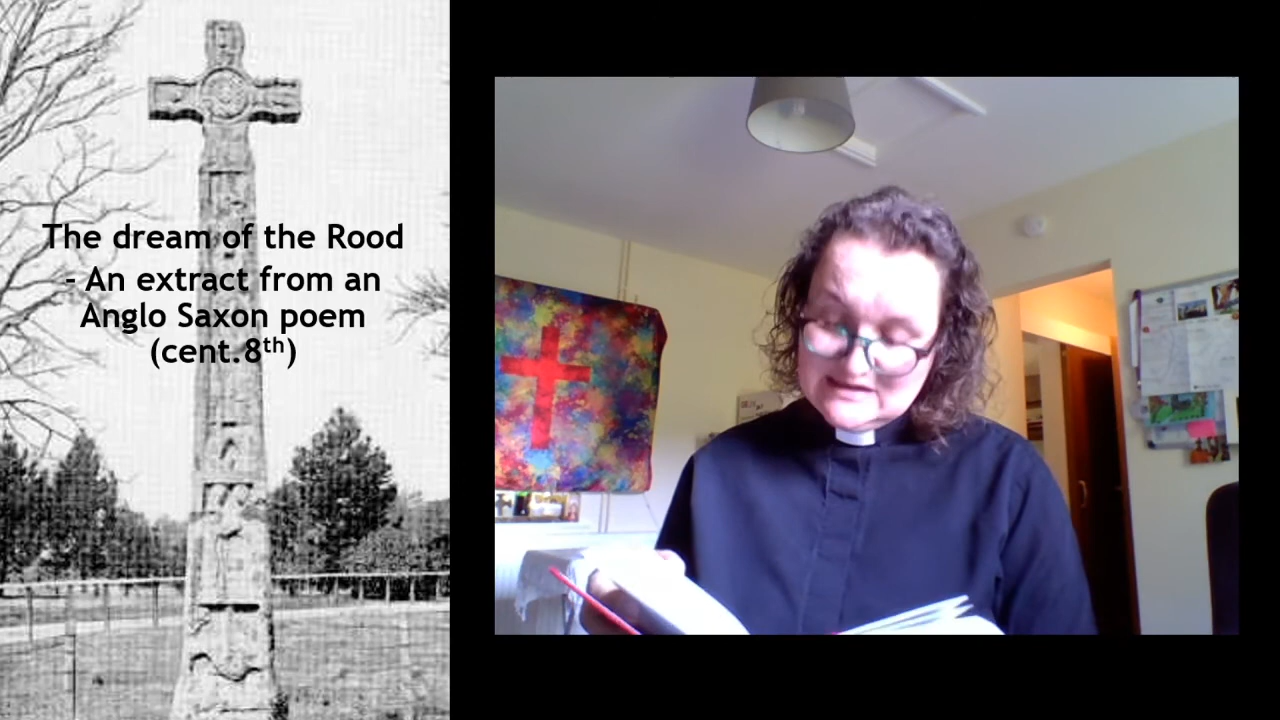 The dream of the Rood
- An extract from an
Anglo Saxon poem
(cent.8th)